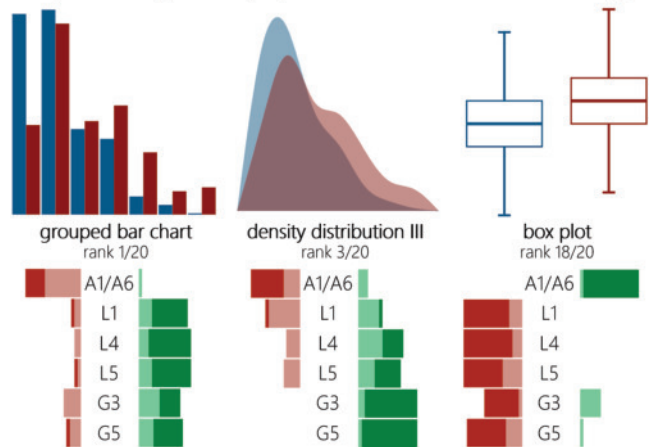 grouped bar chart
rank 1/20
density distribution III
rank 3/20
box plot
rank 18/20
A1/A6
L1
L4
L5
G3
G5
A1/A6
L1
L4
L5
G3
G5
A1/A6
L1
L4
L5
G3
G5